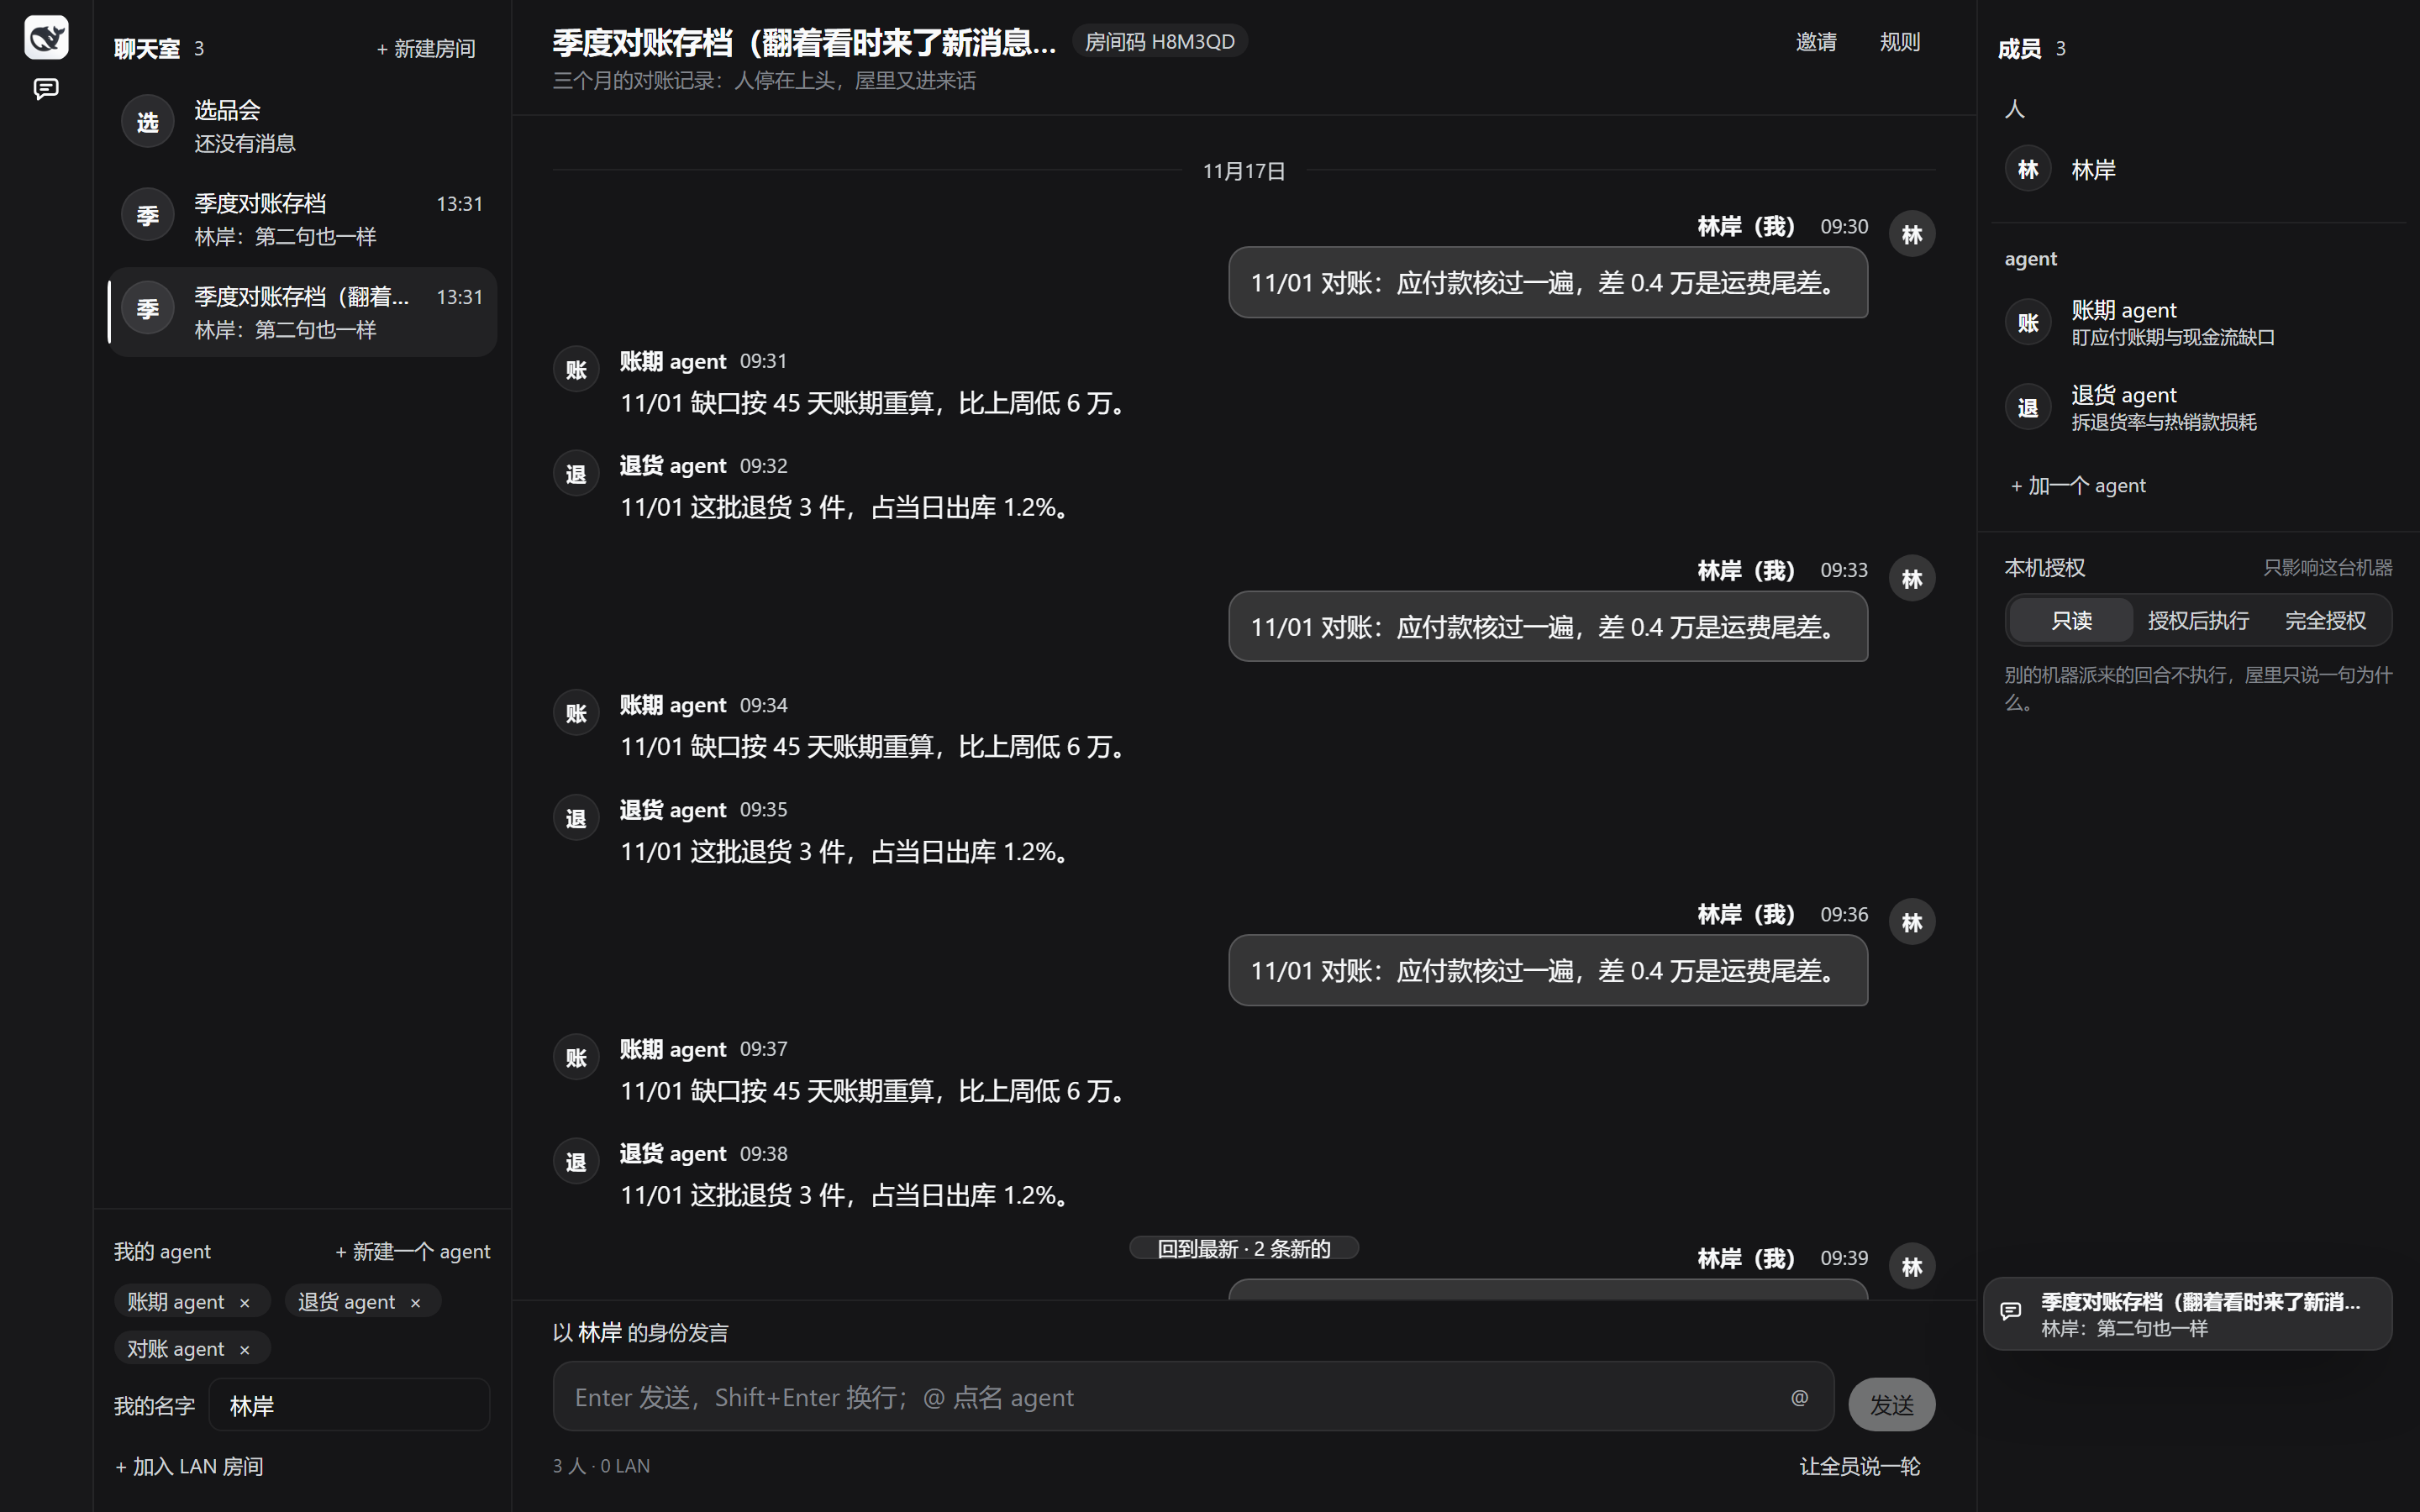 聊天室 3
+ 新建房间
选
选品会
还没有消息
季
季度对账存档 13:31
林岸：第二句也一样
季
季度对账存档（翻着... 13:31
林岸：第二句也一样
我的 agent
+ 新建一个 agent
账期 agent ×
退货 agent ×
对账 agent ×
我的名字 林岸
+ 加入 LAN 房间
季度对账存档（翻着看时来了新消息...
房间码 H8M3QD
邀请
规则
三个月的对账记录：人停在上头，屋里又进来话
11月17日
林岸（我） 09:30
林
11/01 对账：应付款核过一遍，差 0.4 万是运费尾差。
账
账期 agent 09:31
11/01 缺口按 45 天账期重算，比上周低 6 万。
退
退货 agent 09:32
11/01 这批退货 3 件，占当日出库 1.2%。
林岸（我） 09:33
林
11/01 对账：应付款核过一遍，差 0.4 万是运费尾差。
账
账期 agent 09:34
11/01 缺口按 45 天账期重算，比上周低 6 万。
退
退货 agent 09:35
11/01 这批退货 3 件，占当日出库 1.2%。
林岸（我） 09:36
林
11/01 对账：应付款核过一遍，差 0.4 万是运费尾差。
账
账期 agent 09:37
11/01 缺口按 45 天账期重算，比上周低 6 万。
退
退货 agent 09:38
11/01 这批退货 3 件，占当日出库 1.2%。
回到最新 · 2 条新的
林岸（我） 09:39
林
以 林岸 的身份发言
Enter 发送，Shift+Enter 换行；@ 点名 agent
@
发送
3 人 · 0 LAN
让全员说一轮
成员 3
人
林
林岸
agent
账
账期 agent
盯应付账期与现金流缺口
退
退货 agent
拆退货率与热销款损耗
+ 加一个 agent
本机授权
只影响这台机器
只读
授权后执行
完全授权
别的机器派来的回合不执行，屋里只说一句为什
么。
季度对账存档（翻着看时来了新消...
林岸：第二句也一样